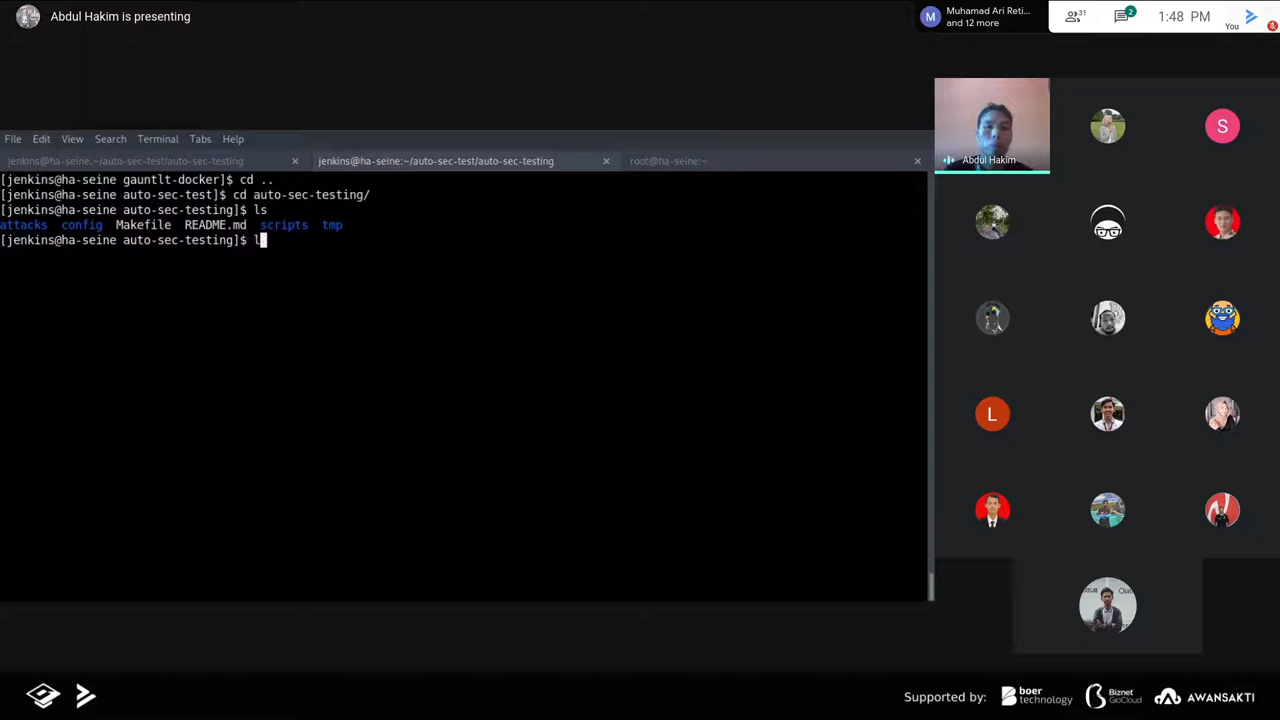 Abdul Hakim is presenting
M
Muhamad Ari Reti...
and 12 more
31
2
1:48 PM
You
File Edit View Search Terminal Tabs Help
jenkins@ha-seine:~/auto-sec-test/auto-sec-testing
jenkins@ha-seine:~/auto-sec-test/auto-sec-testing
root@ha-seine:~
[jenkins@ha-seine gauntlt-docker]$ cd ..
[jenkins@ha-seine auto-sec-test]$ cd auto-sec-testing/
[jenkins@ha-seine auto-sec-testing]$ ls
attacks config Makefile README.md scripts tmp
[jenkins@ha-seine auto-sec-testing]$ l
Abdul Hakim
S
L
Supported by:
boer technology
Biznet GioCloud
AWANSAKTI